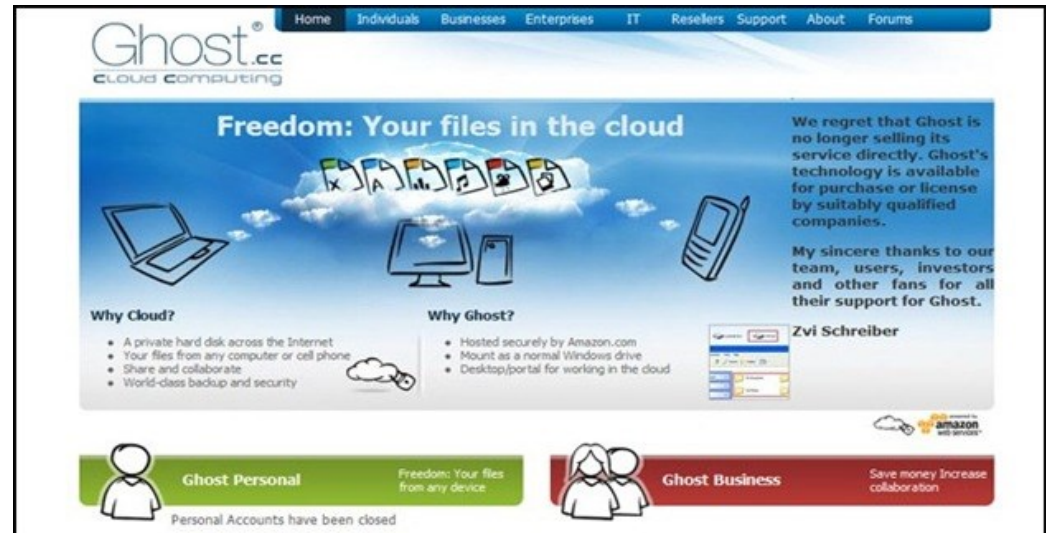 Home Individuals Businesses Enterprises IT Resellers Support About Forums
Ghost®.cc
cloud computing
Freedom: Your files in the cloud
We regret that Ghost is
no longer selling its
service directly. Ghost's
technology is available
for purchase or license
by suitably qualified
companies.
My sincere thanks to our
team, users, investors
and other fans for all
their support for Ghost.
Zvi Schreiber
Why Cloud?
A private hard disk across the Internet
Your files from any computer or cell phone
Share and collaborate
World-class backup and security
Why Ghost?
Hosted securely by Amazon.com
Mount as a normal Windows drive
Desktop/portal for working in the cloud
powered by
amazon
web services
Ghost Personal
Freedom: Your files
from any device
Personal Accounts have been closed
Ghost Business
Save money Increase
collaboration